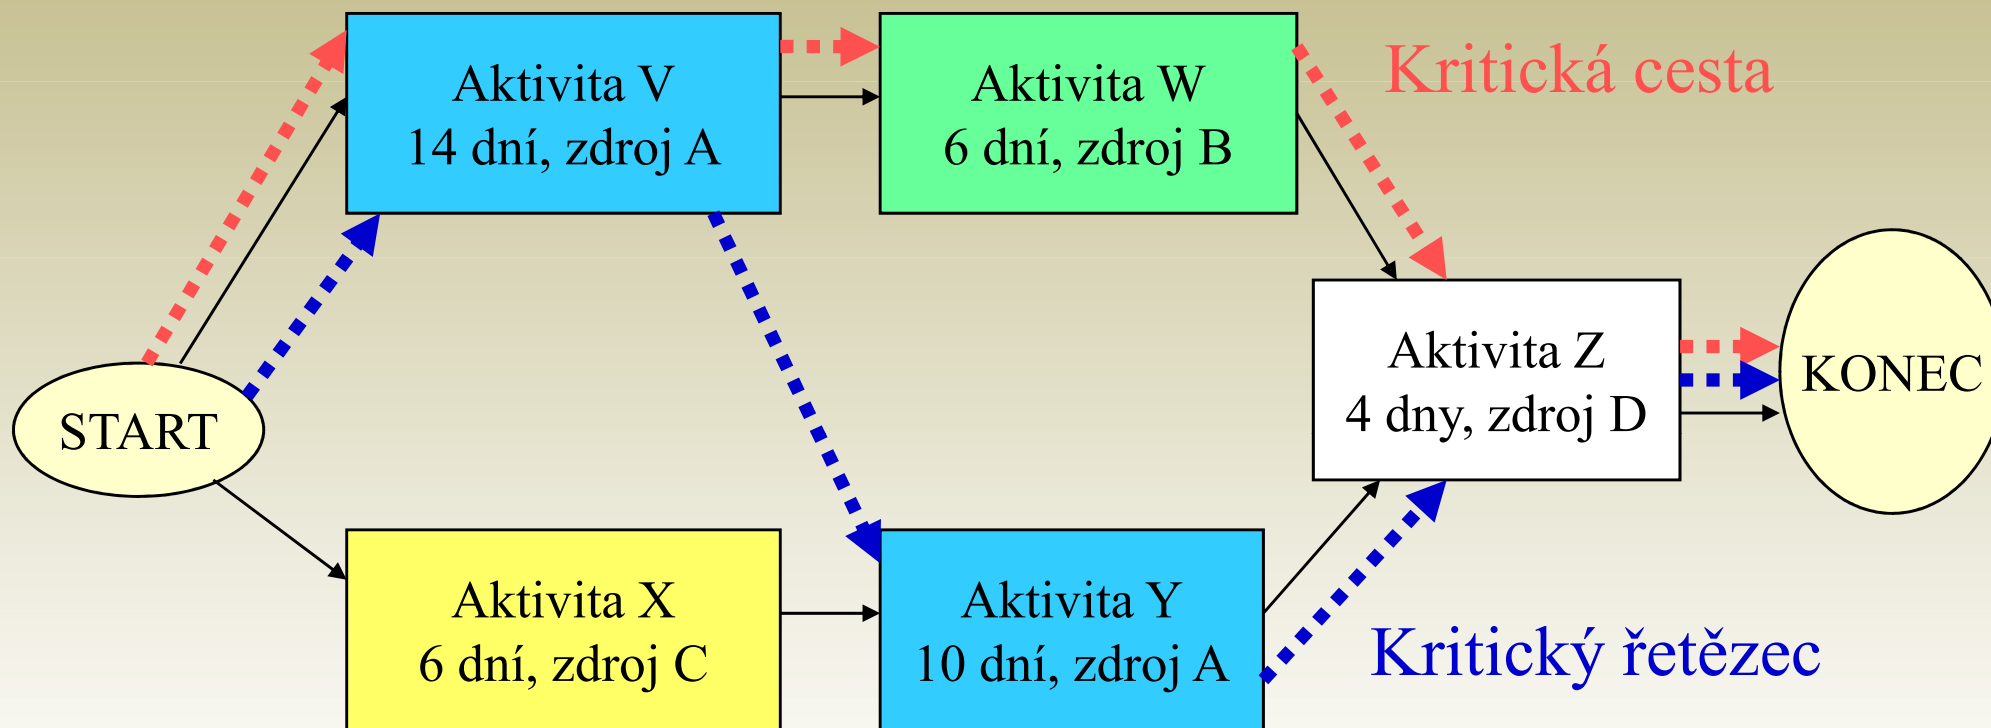 Aktivita V
14 dní, zdroj A
Aktivita W
6 dní, zdroj B
Kritická cesta
START
Aktivita Z
4 dny, zdroj D
KONEC
Aktivita X
6 dní, zdroj C
Aktivita Y
10 dní, zdroj A
Kritický řetězec